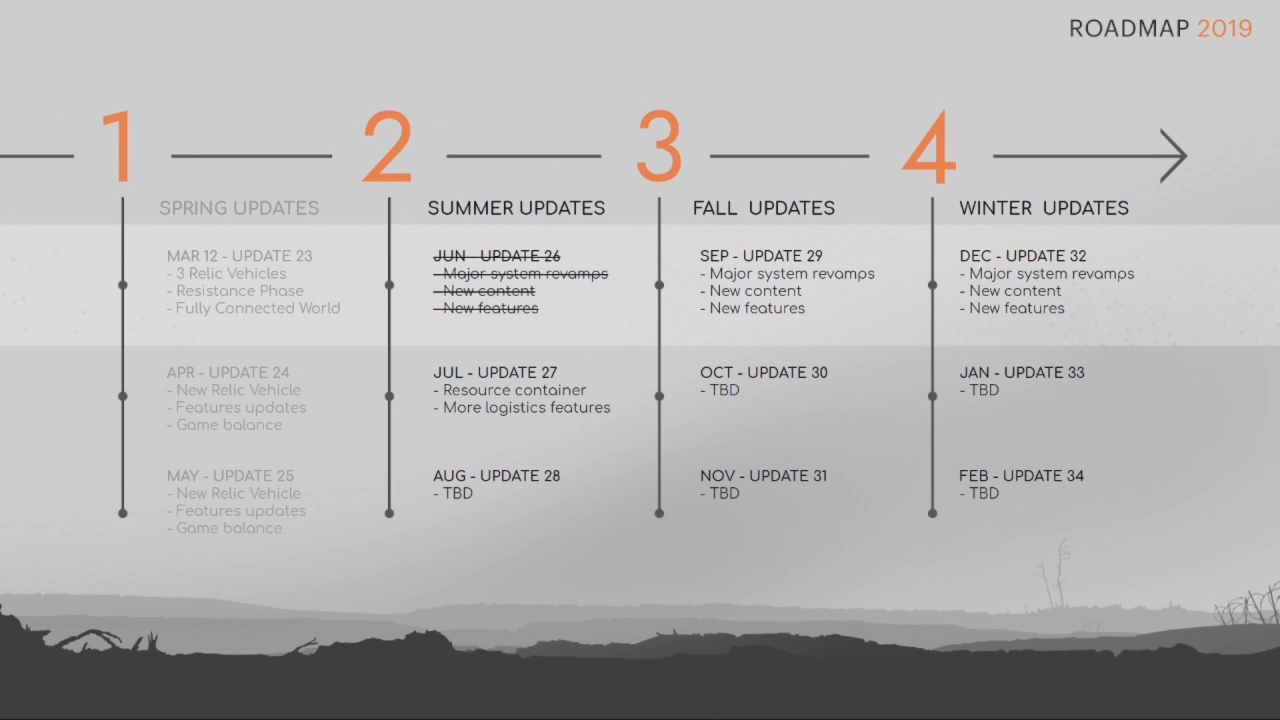 ROADMAP 2019
1
SPRING UPDATES
MAR 12 - UPDATE 23
- 3 Relic Vehicles
- Resistance Phase
- Fully Connected World
APR - UPDATE 24
- New Relic Vehicle
- Features updates
- Game balance
MAY - UPDATE 25
- New Relic Vehicle
- Features updates
- Game balance
2
SUMMER UPDATES
JUN - UPDATE 26
- Major system revamps
- New content
- New features
JUL - UPDATE 27
- Resource container
- More logistics features
AUG - UPDATE 28
- TBD
3
FALL UPDATES
SEP - UPDATE 29
- Major system revamps
- New content
- New features
OCT - UPDATE 30
- TBD
NOV - UPDATE 31
- TBD
4
WINTER UPDATES
DEC - UPDATE 32
- Major system revamps
- New content
- New features
JAN - UPDATE 33
- TBD
FEB - UPDATE 34
- TBD